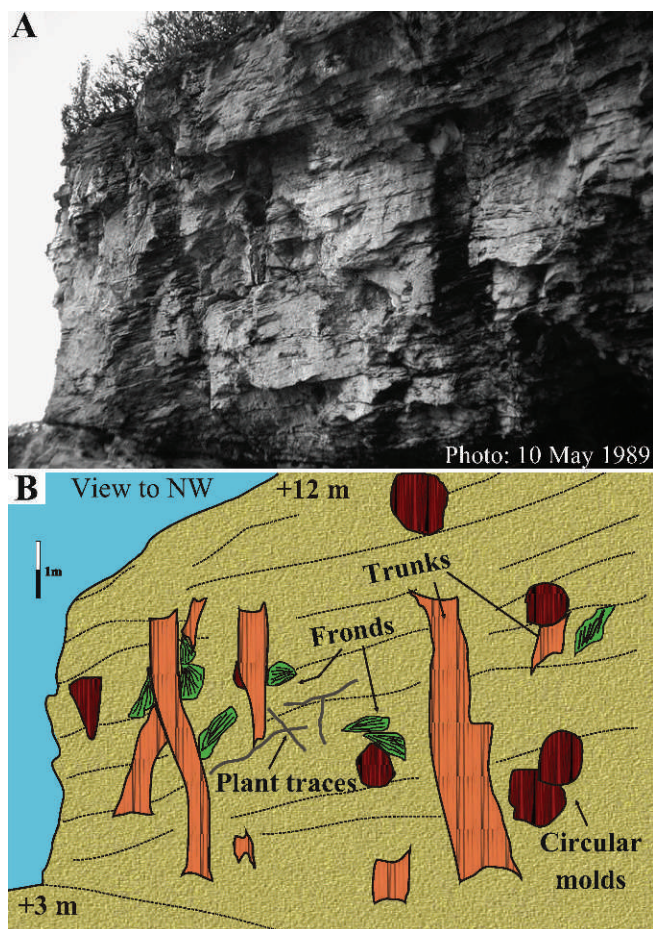 A
Photo: 10 May 1989
B
View to NW
+12 m
1m
Trunks
Fronds
Plant traces
Circular
molds
+3 m